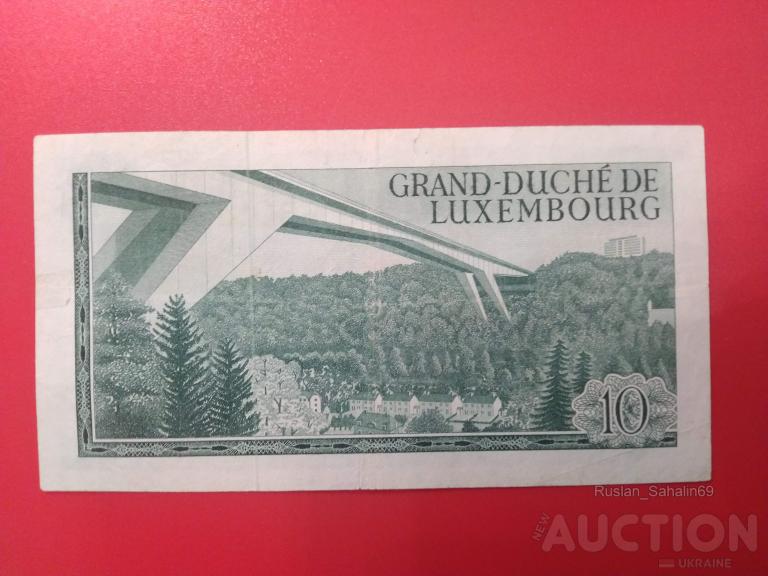 GRAND-DUCHÉ DE
LUXEMBOURG
10
Ruslan_Sahalin69
NEW AUCTION
UKRAINE